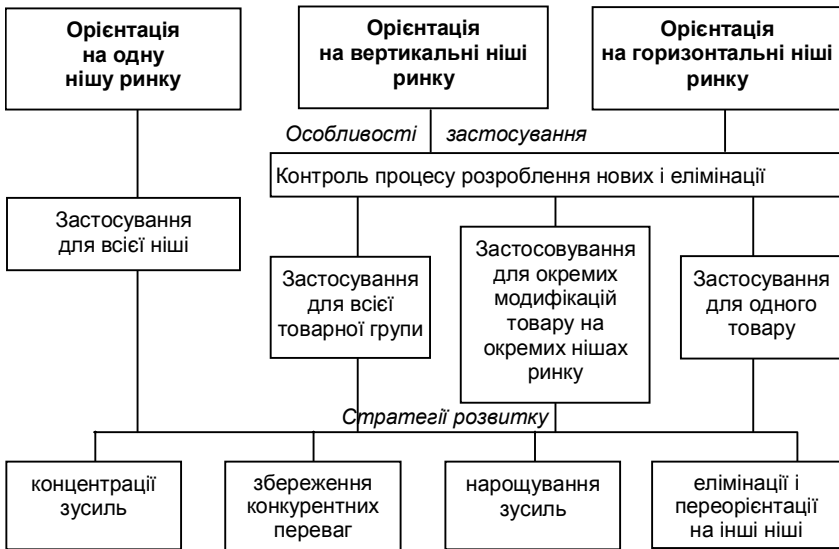 Орієнтація
на одну
нішу ринку
Орієнтація
на вертикальні ніші
ринку
Орієнтація
на горизонтальні ніші
ринку
Особливості застосування
Контроль процесу розроблення нових і елімінації
Застосування
для всієї ніші
Застосування
для всієї
товарної групи
Застосовування
для окремих
модифікацій
товару на
окремих нішах
ринку
Застосування
для одного
товару
Стратегії розвитку
концентрації
зусиль
збереження
конкурентних
переваг
нарощування
зусиль
елімінації і
переорієнтації
на інші ніші